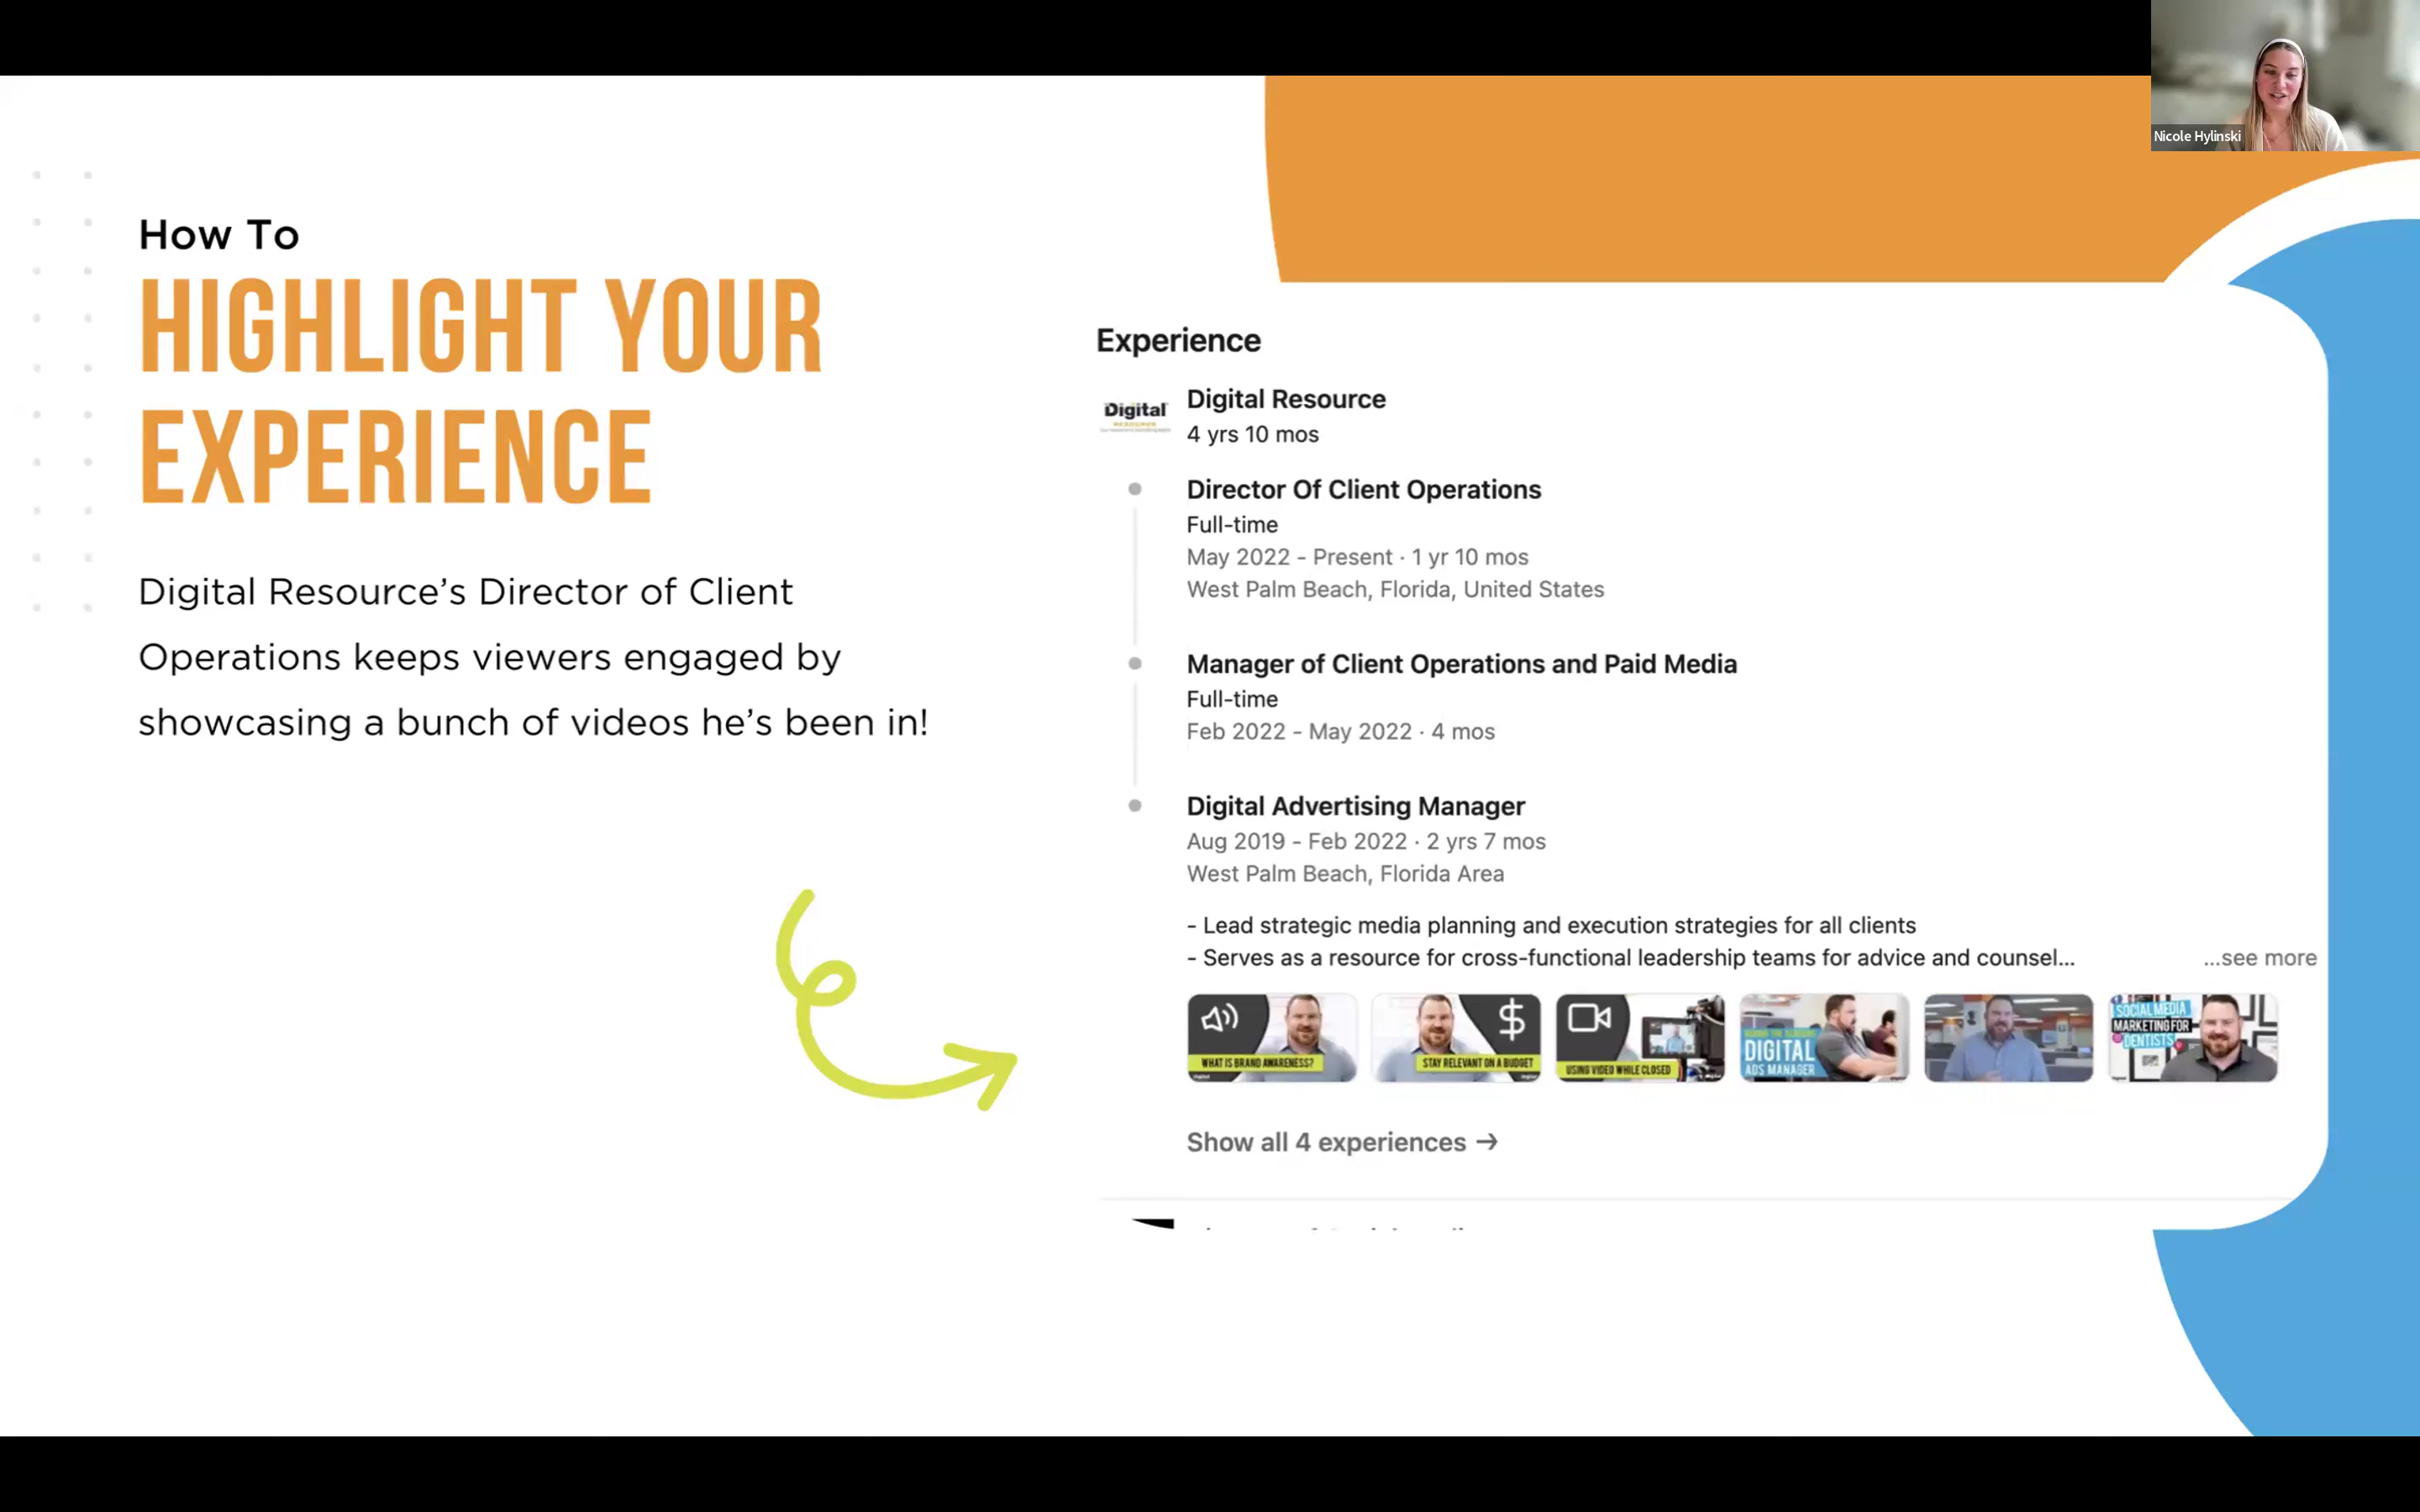 Nicole Hylinski
How To
HIGHLIGHT YOUR
EXPERIENCE
Digital Resource’s Director of Client
Operations keeps viewers engaged by
showcasing a bunch of videos he’s been in!
Experience
Digital
RESOURCE
Digital Resource
4 yrs 10 mos
Director Of Client Operations
Full-time
May 2022 - Present · 1 yr 10 mos
West Palm Beach, Florida, United States
Manager of Client Operations and Paid Media
Full-time
Feb 2022 - May 2022 · 4 mos
Digital Advertising Manager
Aug 2019 - Feb 2022 · 2 yrs 7 mos
West Palm Beach, Florida Area
- Lead strategic media planning and execution strategies for all clients
- Serves as a resource for cross-functional leadership teams for advice and counsel...
...see more
WHAT IS BRAND AWARENESS?
$
STAY RELEVANT ON A BUDGET
USING VIDEO WHILE CLOSED
DIGITAL
ADS MANAGER
SOCIAL MEDIA
MARKETING FOR
DENTISTS
Show all 4 experiences →